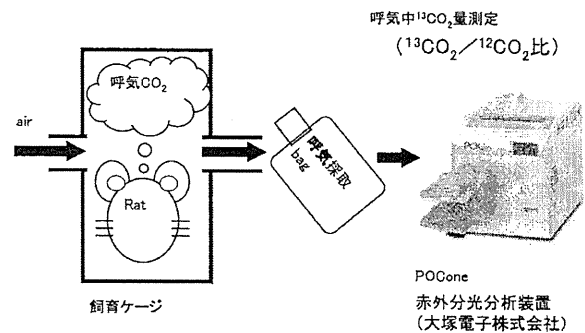 呼気中¹³CO₂量測定
(¹³CO₂／¹²CO₂比)
呼気CO₂
air
呼気採取
bag
Rat
POCone
飼育ケージ
POCone
赤外分光分析装置
(大塚電子株式会社)